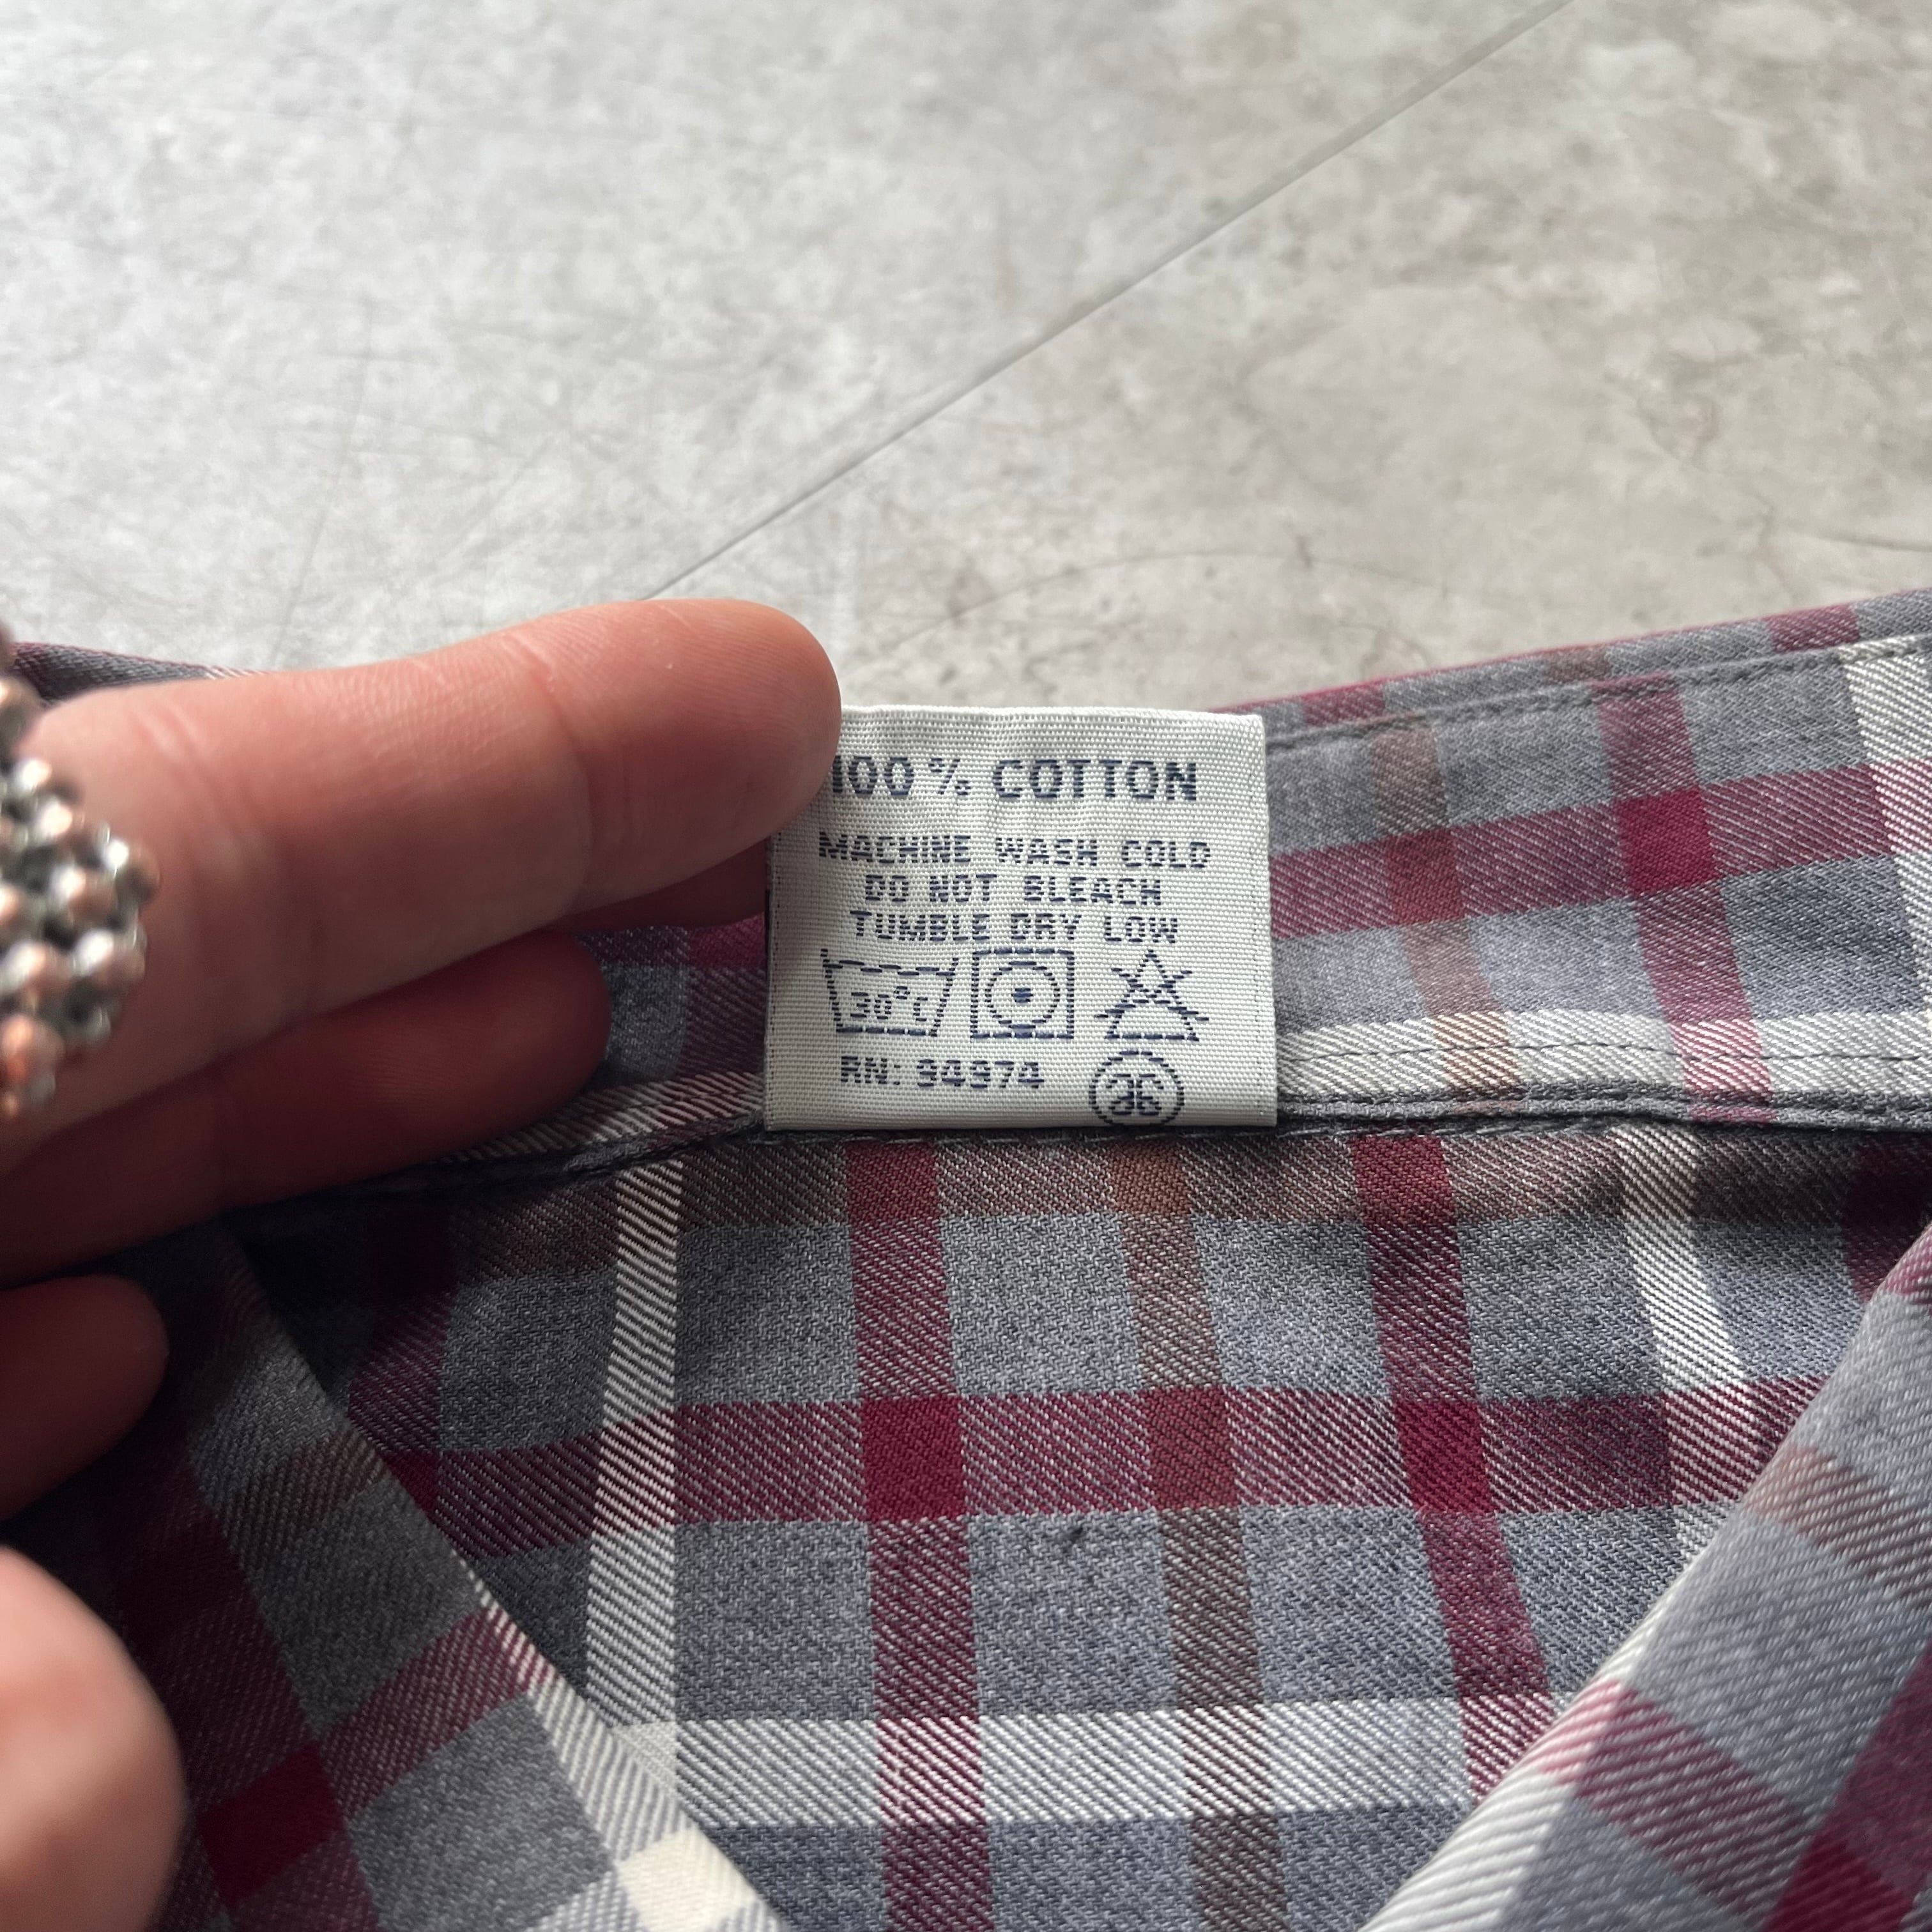 100% COTTON
MACHINE WASH COLD
DO NOT BLEACH
TUMBLE DRY LOW
30°C
RN: 94974